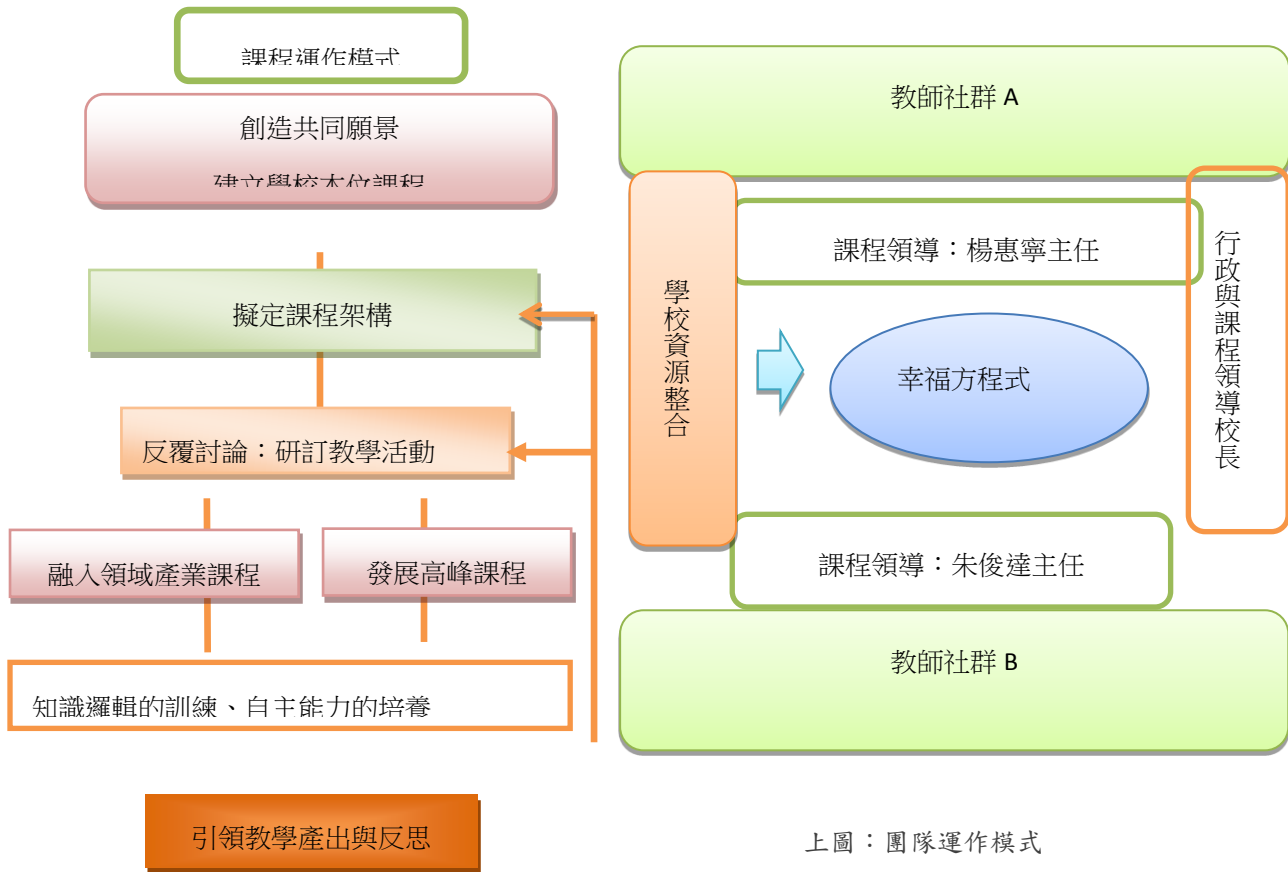 課程運作模式
創造共同願景
建立學校本位課程
擬定課程架構
反覆討論：研訂教學活動
融入領域產業課程
發展高峰課程
知識邏輯的訓練、自主能力的培養
引領教學產出與反思
教師社群 A
學校資源整合
課程領導：楊惠寧主任
行政與課程領導校長
幸福方程式
課程領導：朱俊達主任
教師社群 B
上圖：團隊運作模式